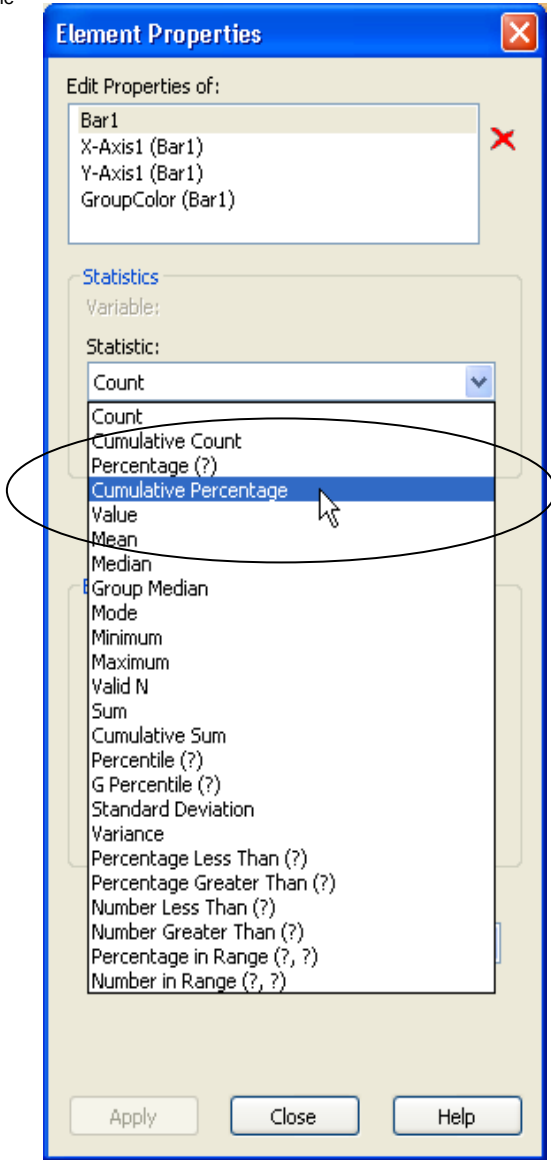 Element Properties
Edit Properties of:
Bar1
X-Axis1 (Bar1)
Y-Axis1 (Bar1)
GroupColor (Bar1)
Statistics
Variable:
Statistic:
Count
Count
Cumulative Count
Percentage (?)
Cumulative Percentage
Value
Mean
Median
Group Median
Mode
Minimum
Maximum
Valid N
Sum
Cumulative Sum
Percentile (?)
G Percentile (?)
Standard Deviation
Variance
Percentage Less Than (?)
Percentage Greater Than (?)
Number Less Than (?)
Number Greater Than (?)
Percentage in Range (?, ?)
Number in Range (?, ?)
Apply Close Help